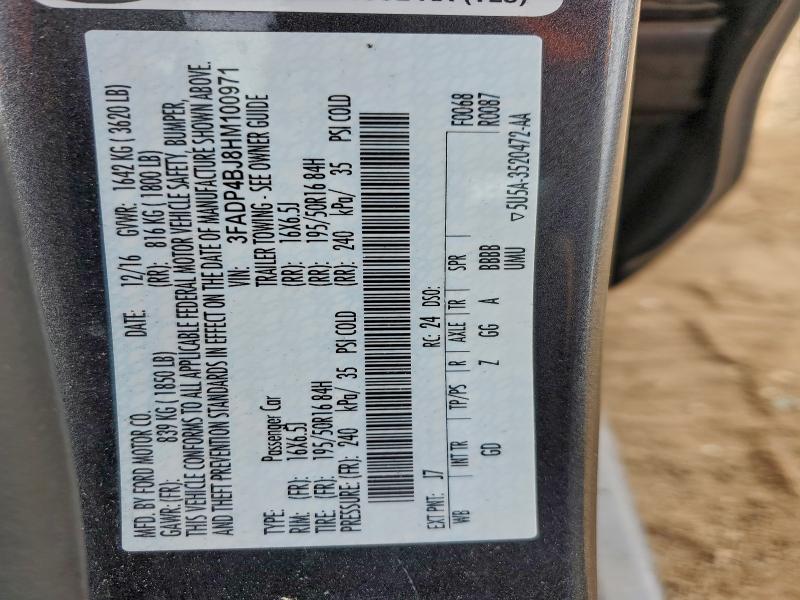 MFD. BY FORD MOTOR CO.
DATE: 12/16 GVWR: 1642 KG ( 3620 LB)
GAWR: (FR): 839 KG ( 1850 LB) (RR): 816 KG ( 1800 LB)
THIS VEHICLE CONFORMS TO ALL APPLICABLE FEDERAL MOTOR VEHICLE SAFETY, BUMPER,
AND THEFT PREVENTION STANDARDS IN EFFECT ON THE DATE OF MANUFACTURE SHOWN ABOVE.
VIN: 3FADP4BJ8HM100971
TYPE: Passenger Car TRAILER TOWING - SEE OWNER GUIDE
RIM: (FR): 16X6.5J (RR): 16X6.5J
TIRE: (FR): 195/50R16 84H (RR): 195/50R16 84H
PRESSURE: (FR): 240 kPa/ 35 PSI COLD (RR): 240 kPa/ 35 PSI COLD
EXT PNT: J7 RC: 24 DSO: F0068
WB INT TR TP/PS R AXLE TR SPR R0087
GD Z GG A BBBB
UMU
▽ 5U5A-3520472-AA